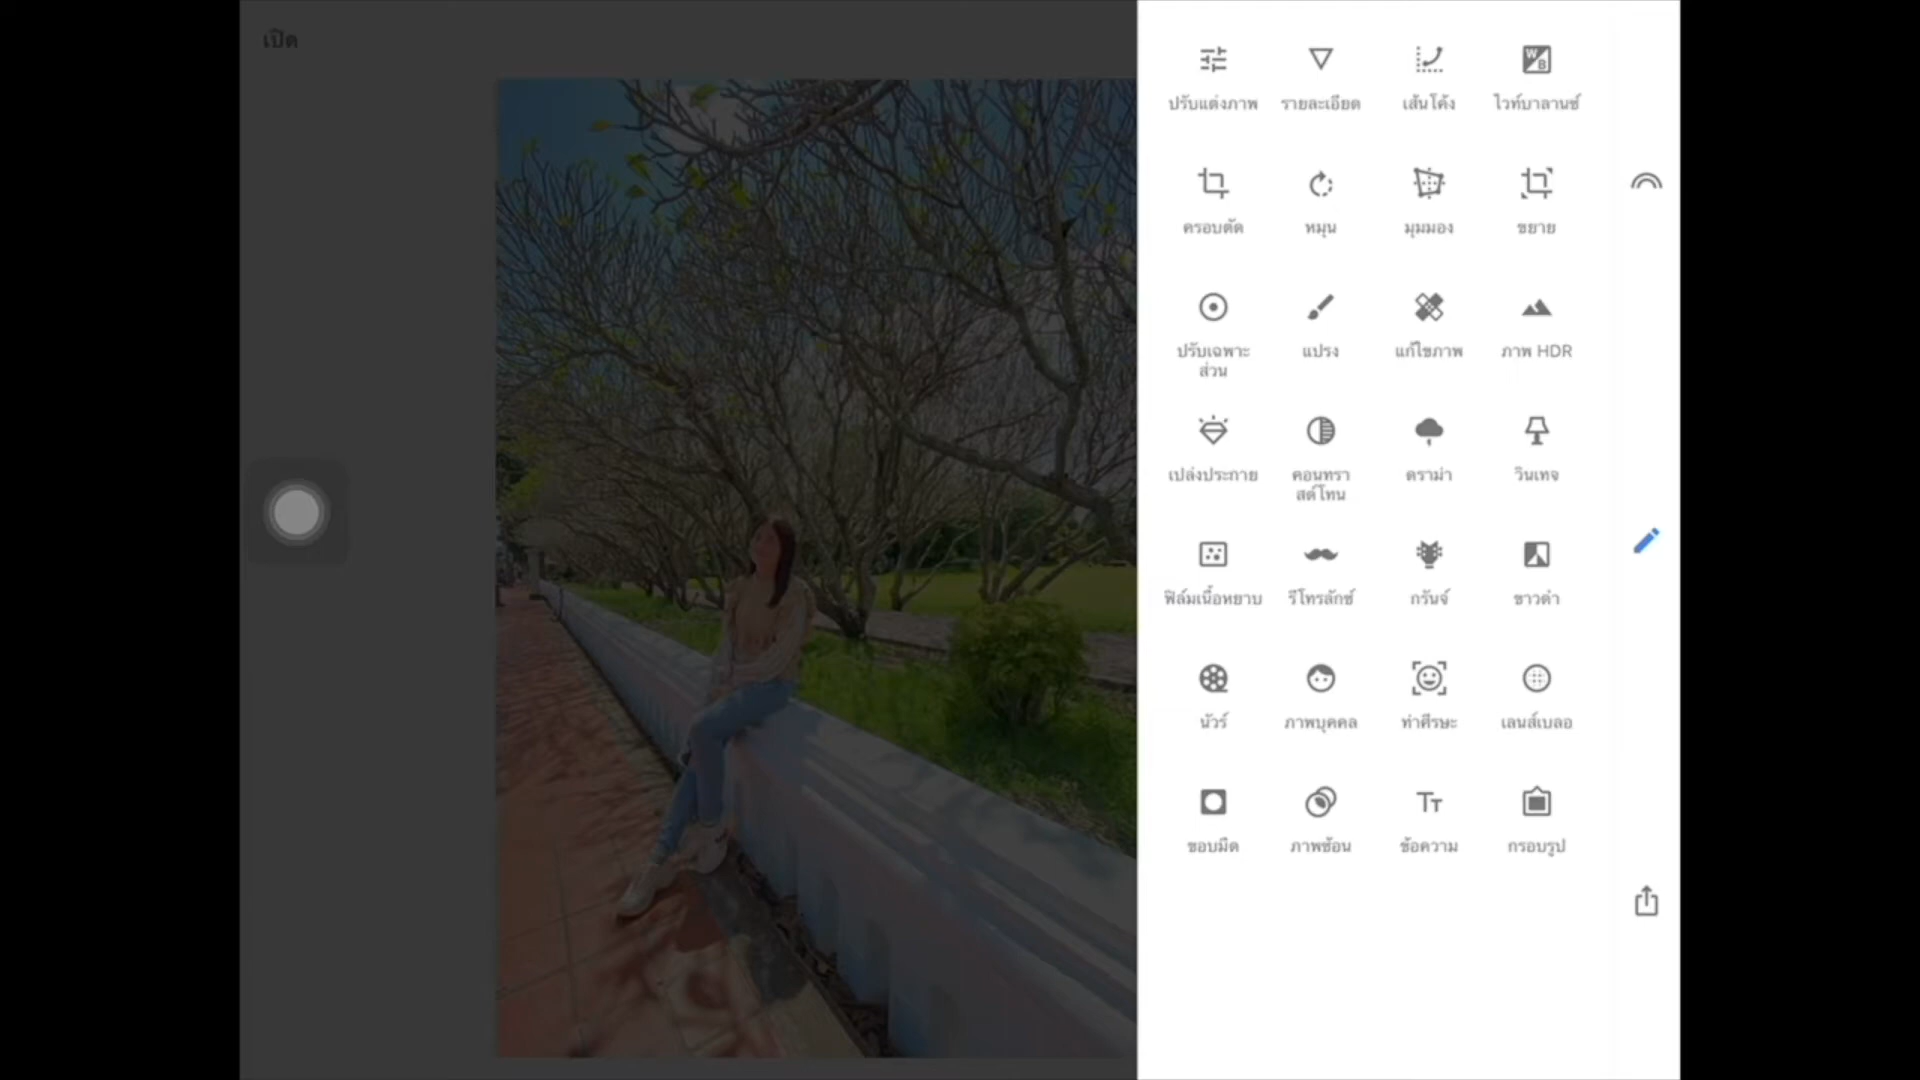 เปิด
ปรับแต่งภาพ รายละเอียด เส้นโค้ง ไวท์บาลานซ์
ครอบตัด หมุน มุมมอง ขยาย
ปรับเฉพาะ แปรง แก้ไขภาพ ภาพ HDR
ส่วน
เปล่งประกาย คอนทรา ดราม่า วินเทจ
สต์โทน
ฟิล์มเนื้อหยาบ รีโทรลักซ์ กรันจ์ ขาวดำ
นัวร์ ภาพบุคคล ท่าศีรษะ เลนส์เบลอ
ขอบมืด ภาพซ้อน ข้อความ กรอบรูป